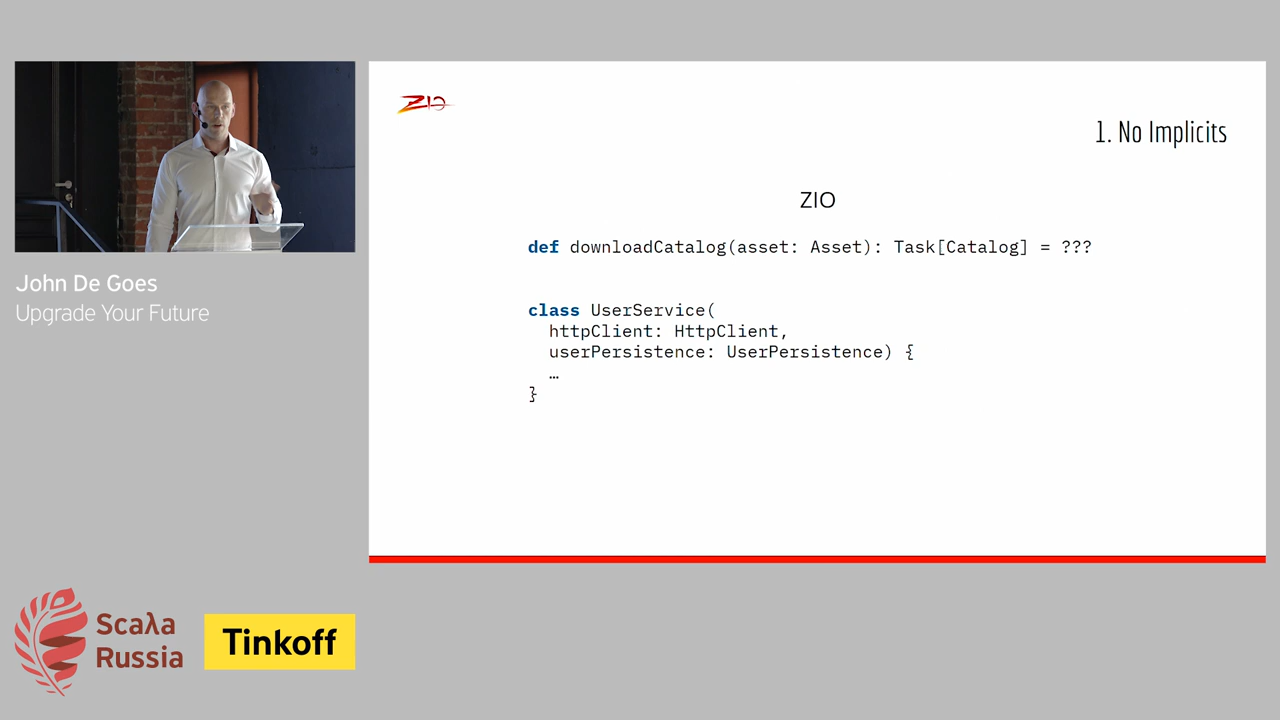 John De Goes
Upgrade Your Future
Scaλa
Russia
Tinkoff
ZIO
1. No Implicits
ZIO
def downloadCatalog(asset: Asset): Task[Catalog] = ???
class UserService(
httpClient: HttpClient,
userPersistence: UserPersistence) {
…
}